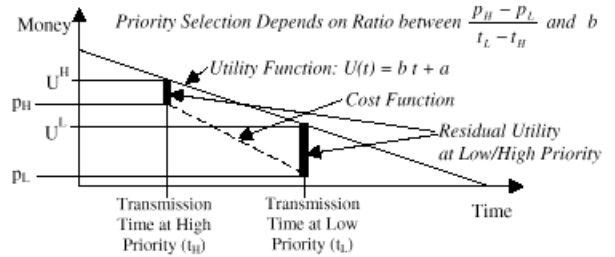 Money
Priority Selection Depends on Ratio between p_H − p_L / t_L − t_H and b
Utility Function: U(t) = b t + a
U^H
Cost Function
p_H
U^L
Residual Utility
at Low/High Priority
p_L
Transmission
Time at High
Priority (t_H)
Transmission
Time at Low
Priority (t_L)
Time